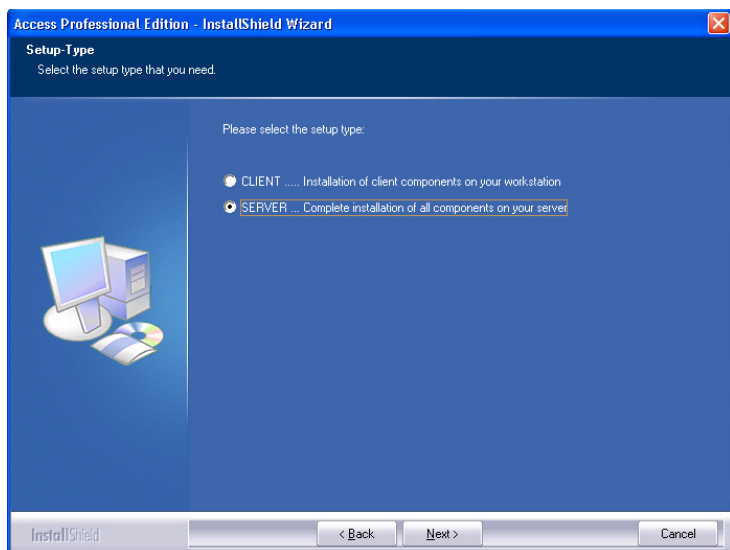 Access Professional Edition - InstallShield Wizard
Setup-Type
Select the setup type that you need.
Please select the setup type:
CLIENT ..... Installation of client components on your workstation
SERVER ... Complete installation of all components on your server
InstallShield
< Back
Next >
Cancel